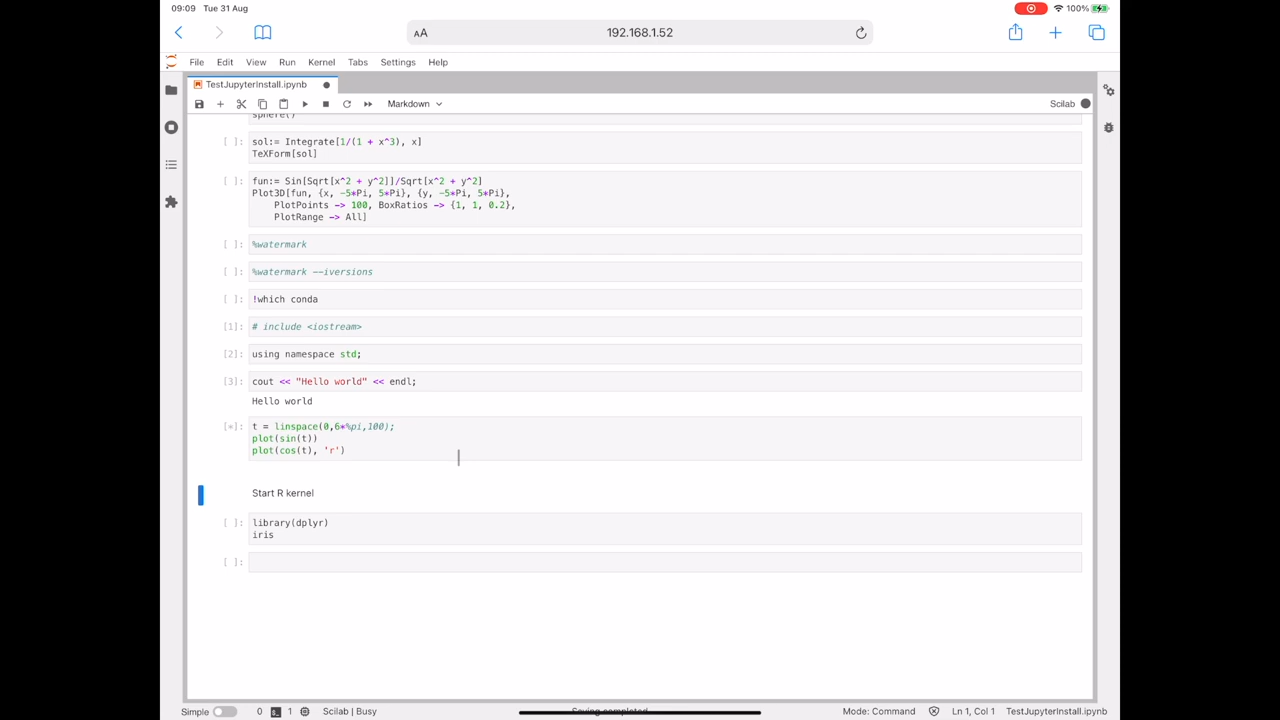 09:09 Tue 31 Aug
100%
AA
192.168.1.52
File Edit View Run Kernel Tabs Settings Help
TestJupyterInstall.ipynb
Markdown
Scilab
sphere()
[ ]: sol:= Integrate[1/(1 + x^3), x]
TeXForm[sol]
[ ]: fun:= Sin[Sqrt[x^2 + y^2]]/Sqrt[x^2 + y^2]
Plot3D[fun, {x, -5*Pi, 5*Pi}, {y, -5*Pi, 5*Pi},
PlotPoints -> 100, BoxRatios -> {1, 1, 0.2},
PlotRange -> All]
[ ]: %watermark
[ ]: %watermark --iversions
[ ]: !which conda
[1]: # include <iostream>
[2]: using namespace std;
[3]: cout << "Hello world" << endl;
Hello world
[*]: t = linspace(0,6*%pi,100);
plot(sin(t))
plot(cos(t), 'r')
Start R kernel
[ ]: library(dplyr)
iris
[ ]:
Simple 0 1 Scilab | Busy Saving completed Mode: Command Ln 1, Col 1 TestJupyterInstall.ipynb